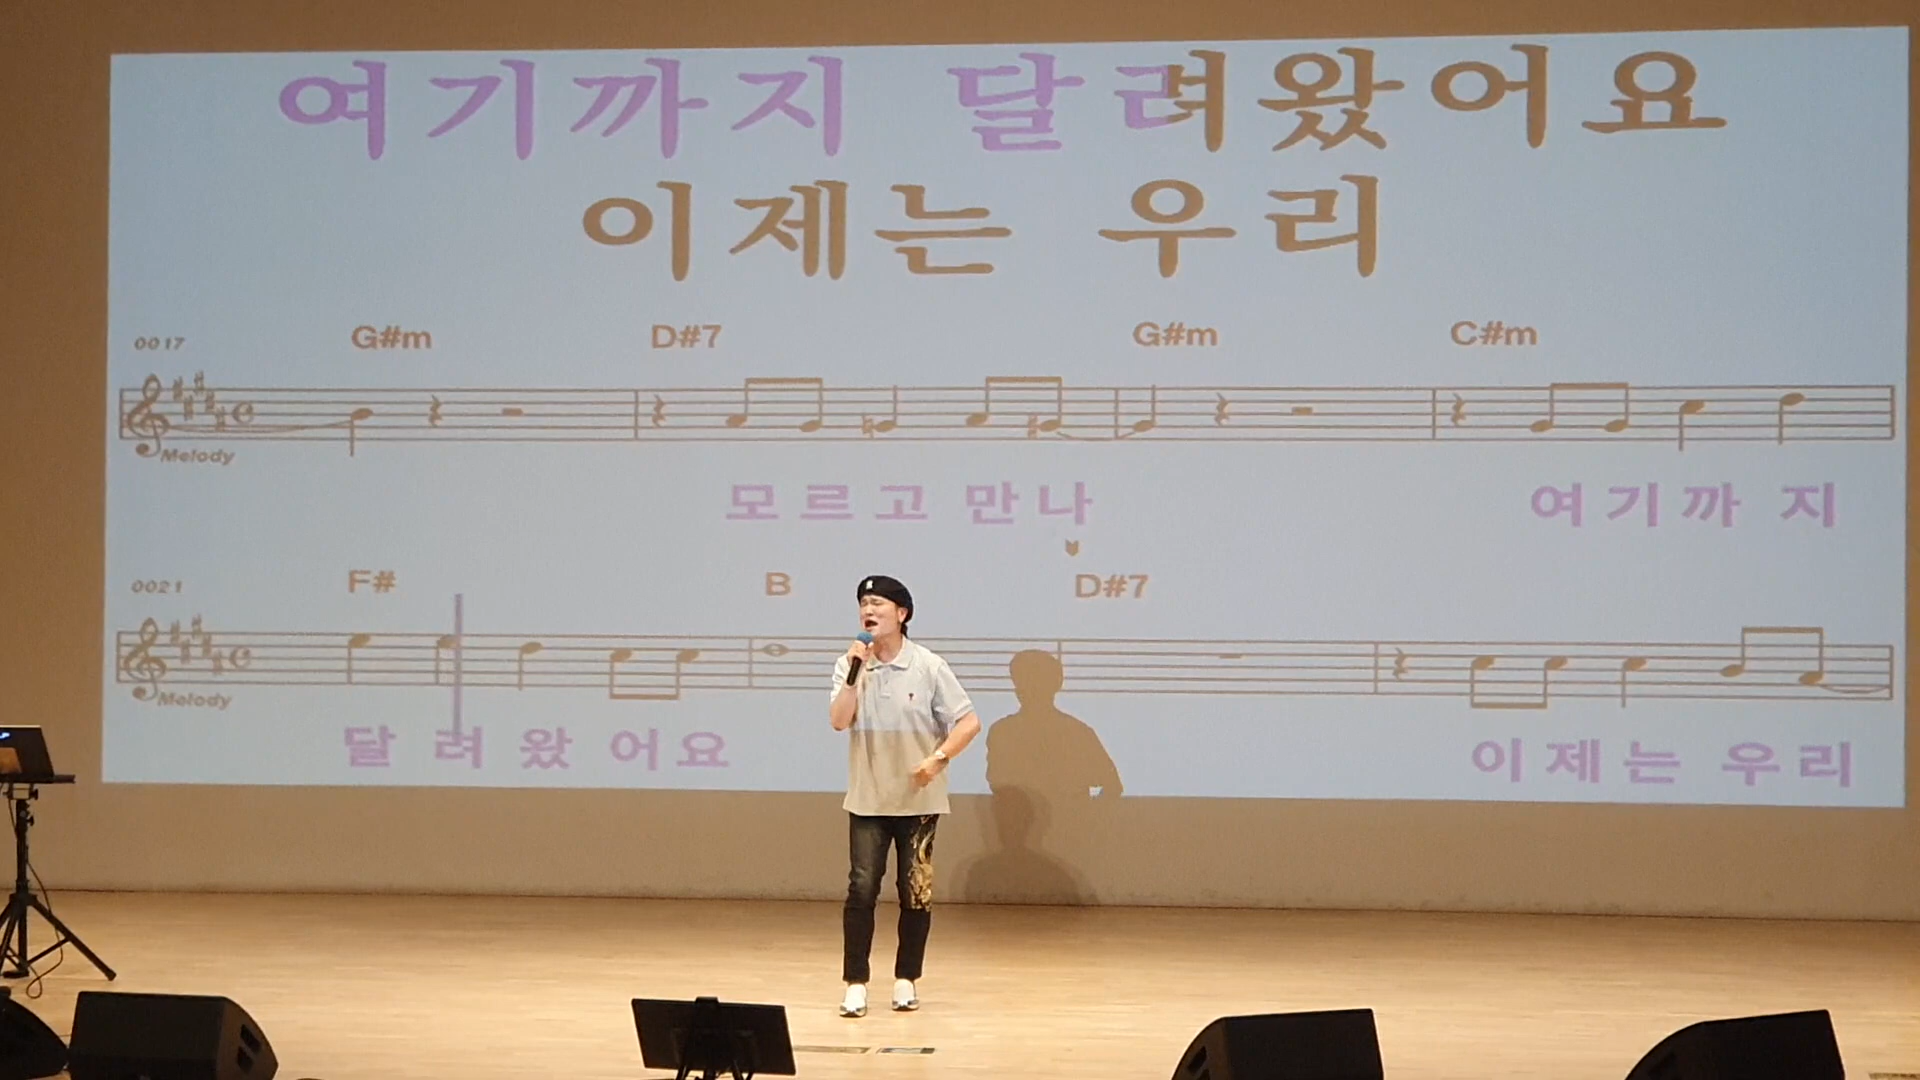 여기까지 달려왔어요
이제는 우리
0017 G#m D#7 G#m C#m
Melody
모르고 만나 여기까지
0021 F# B D#7
Melody
달려왔어요 이제는 우리